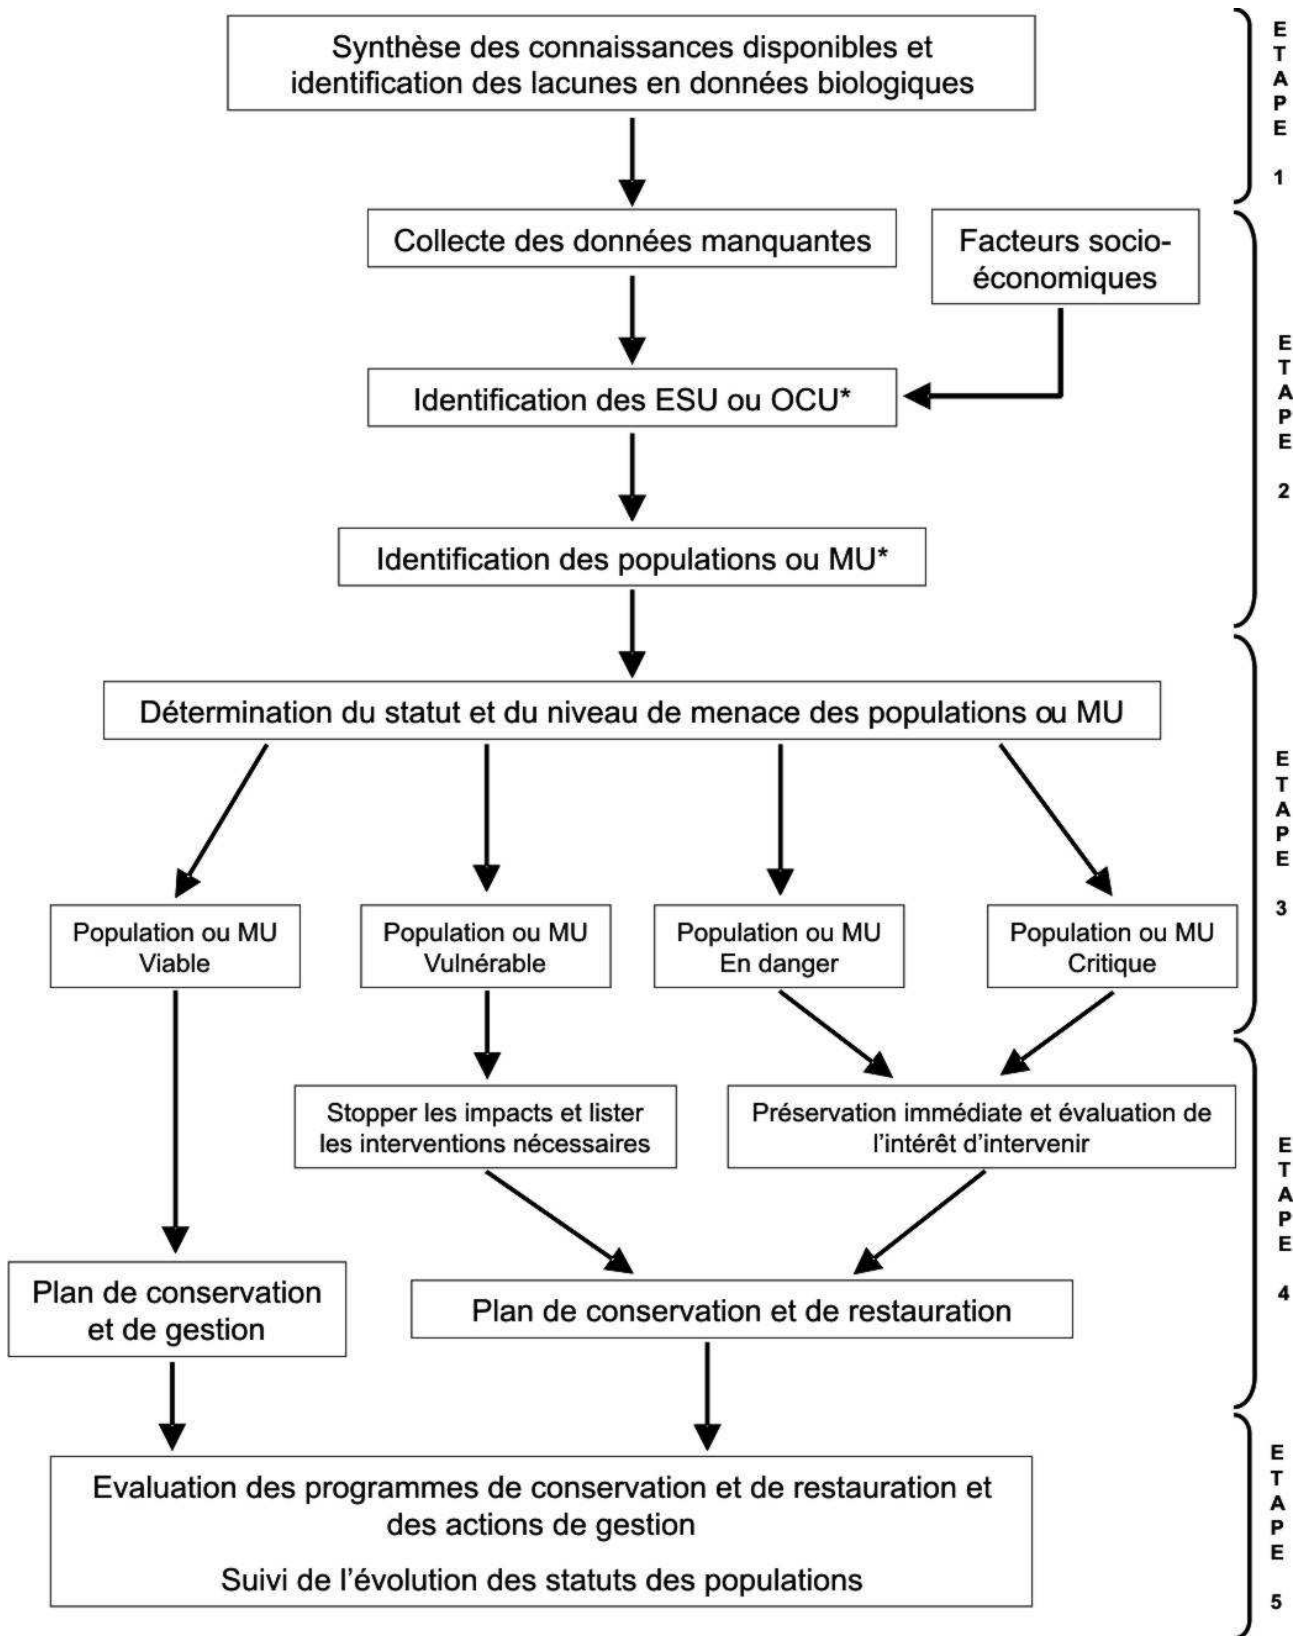 Synthèse des connaissances disponibles et
identification des lacunes en données biologiques
ETAPE 1
Collecte des données manquantes
Facteurs socio-
économiques
Identification des ESU ou OCU*
Identification des populations ou MU*
ETAPE 2
Détermination du statut et du niveau de menace des populations ou MU
Population ou MU
Viable
Population ou MU
Vulnérable
Population ou MU
En danger
Population ou MU
Critique
ETAPE 3
Stopper les impacts et lister
les interventions nécessaires
Préservation immédiate et évaluation de
l'intérêt d'intervenir
Plan de conservation
et de gestion
Plan de conservation et de restauration
ETAPE 4
Evaluation des programmes de conservation et de restauration et
des actions de gestion
Suivi de l'évolution des statuts des populations
ETAPE 5